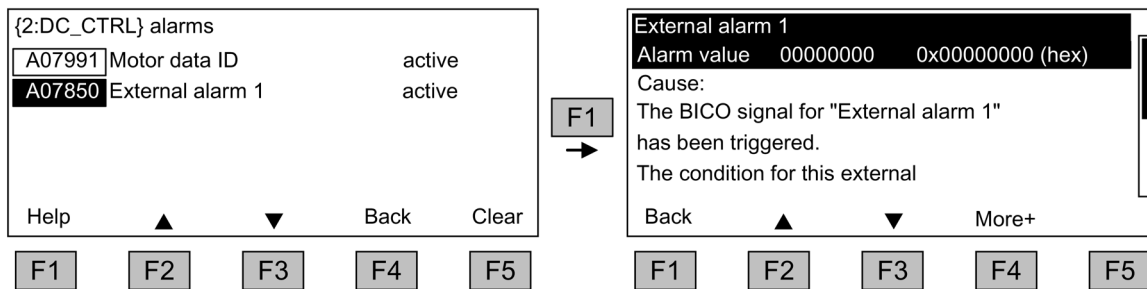 {2:DC_CTRL} alarms
A07991 Motor data ID active
A07850 External alarm 1 active
Help ▲ ▼ Back Clear
F1 F2 F3 F4 F5
F1
→
External alarm 1
Alarm value 00000000 0x00000000 (hex)
Cause:
The BICO signal for "External alarm 1"
has been triggered.
The condition for this external
Back ▲ ▼ More+
F1 F2 F3 F4 F5